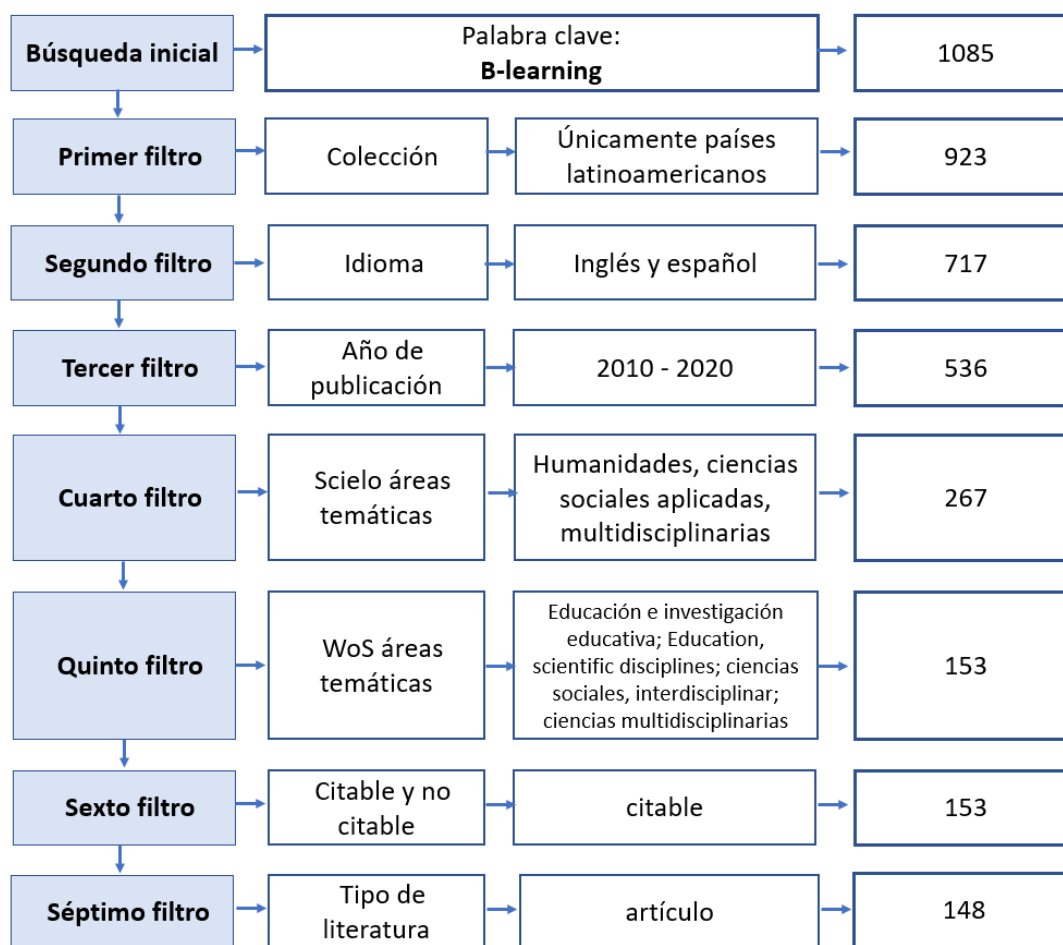 Búsqueda inicial
Palabra clave:
B-learning
1085
Primer filtro
Colección
Únicamente países
latinoamericanos
923
Segundo filtro
Idioma
Inglés y español
717
Tercer filtro
Año de
publicación
2010 - 2020
536
Cuarto filtro
Scielo áreas
temáticas
Humanidades, ciencias
sociales aplicadas,
multidisciplinarias
267
Quinto filtro
WoS áreas
temáticas
Educación e investigación
educativa; Education,
scientific disciplines; ciencias
sociales, interdisciplinar;
ciencias multidisciplinarias
153
Sexto filtro
Citable y no
citable
citable
153
Séptimo filtro
Tipo de
literatura
artículo
148